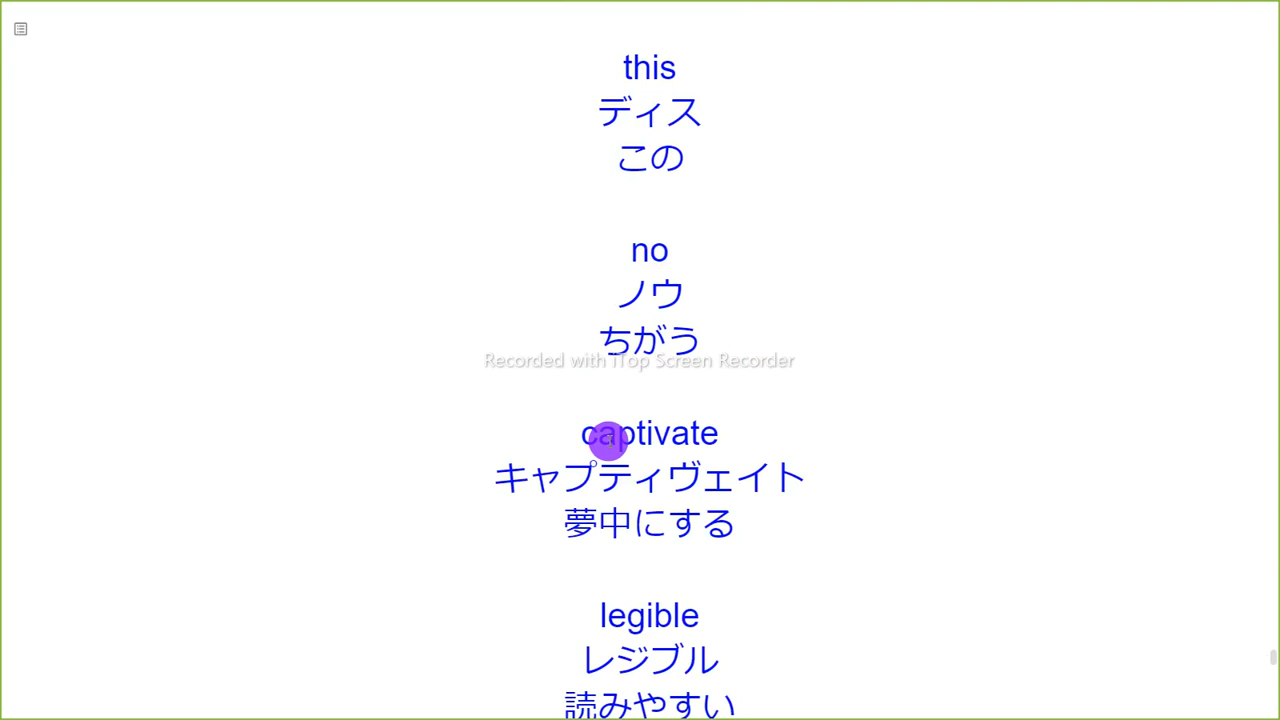 this
ディス
この
no
ノウ
ちがう
Recorded with iTop Screen Recorder
captivate
キャプティヴェイト
夢中にする
legible
レジブル
読みやすい